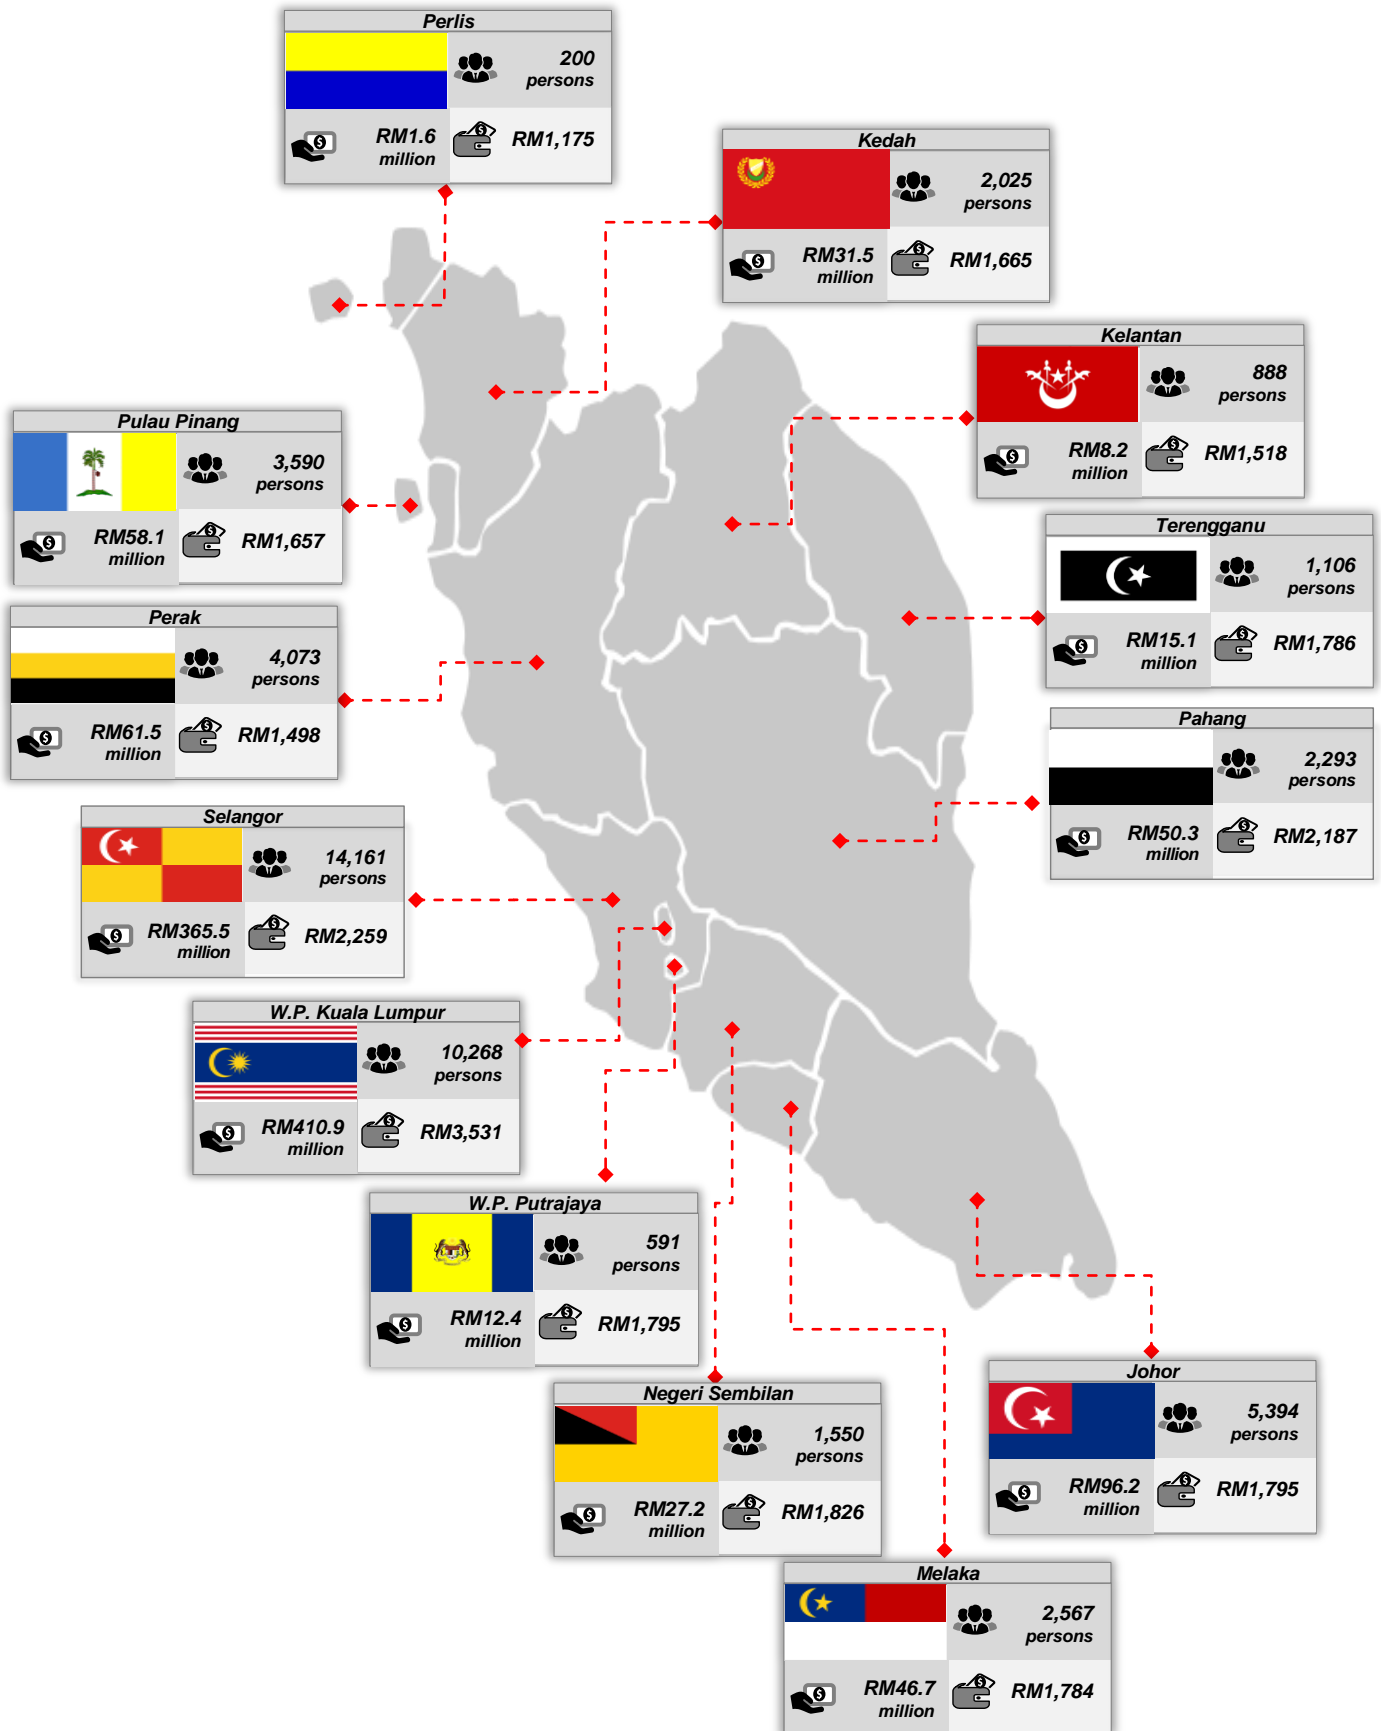 Perlis
200
persons
RM1.6
million
RM1,175
Kedah
2,025
persons
RM31.5
million
RM1,665
Kelantan
888
persons
RM8.2
million
RM1,518
Pulau Pinang
3,590
persons
RM58.1
million
RM1,657
Terengganu
1,106
persons
RM15.1
million
RM1,786
Perak
4,073
persons
RM61.5
million
RM1,498
Pahang
2,293
persons
RM50.3
million
RM2,187
Selangor
14,161
persons
RM365.5
million
RM2,259
W.P. Kuala Lumpur
10,268
persons
RM410.9
million
RM3,531
W.P. Putrajaya
591
persons
RM12.4
million
RM1,795
Negeri Sembilan
1,550
persons
RM27.2
million
RM1,826
Johor
5,394
persons
RM96.2
million
RM1,795
Melaka
2,567
persons
RM46.7
million
RM1,784